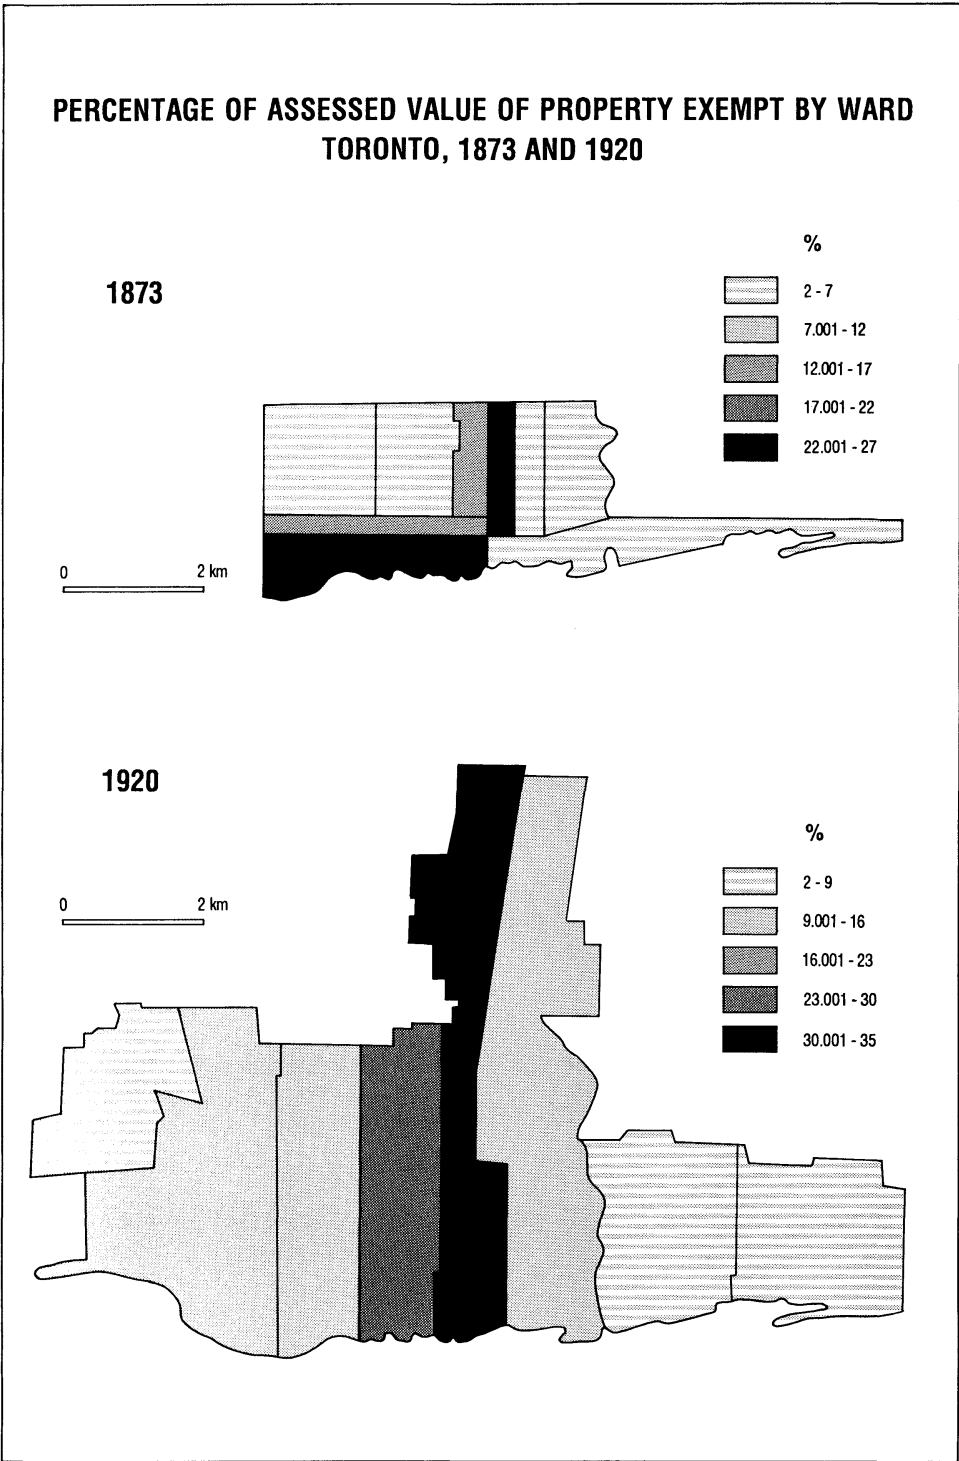 PERCENTAGE OF ASSESSED VALUE OF PROPERTY EXEMPT BY WARD
TORONTO, 1873 AND 1920
1873
%
2 - 7
7.001 - 12
12.001 - 17
17.001 - 22
22.001 - 27
0 2 km
1920
%
2 - 9
9.001 - 16
16.001 - 23
23.001 - 30
30.001 - 35
0 2 km